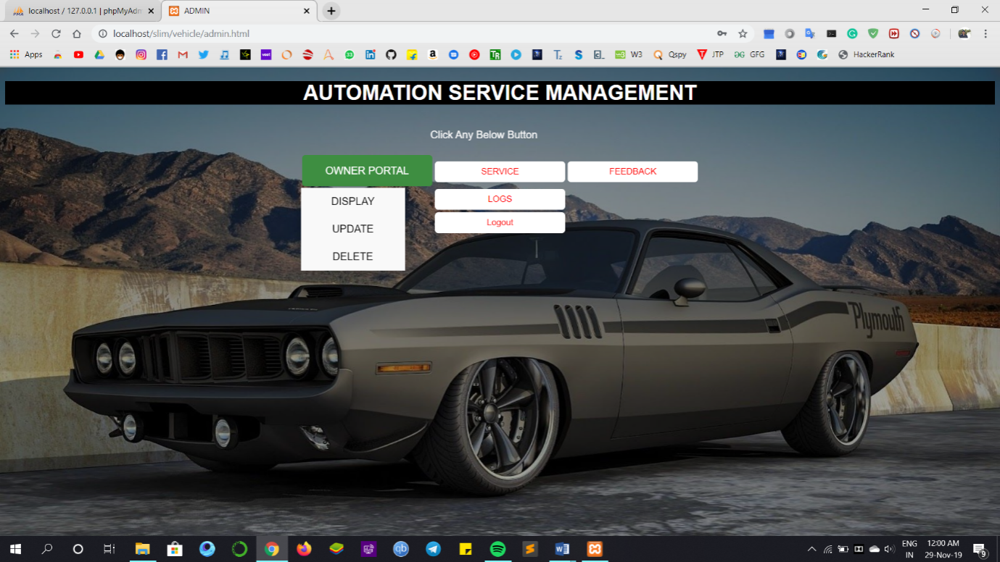 localhost / 127.0.0.1 | phpMyAdm
ADMIN
localhost/slim/vehicle/admin.html
Apps
W3
Qspy
JTP
GFG
HackerRank
AUTOMATION SERVICE MANAGEMENT
Click Any Below Button
OWNER PORTAL
SERVICE
FEEDBACK
DISPLAY
LOGS
UPDATE
Logout
DELETE
Plymouth
ENG
IN
12:00 AM
29-Nov-19
9